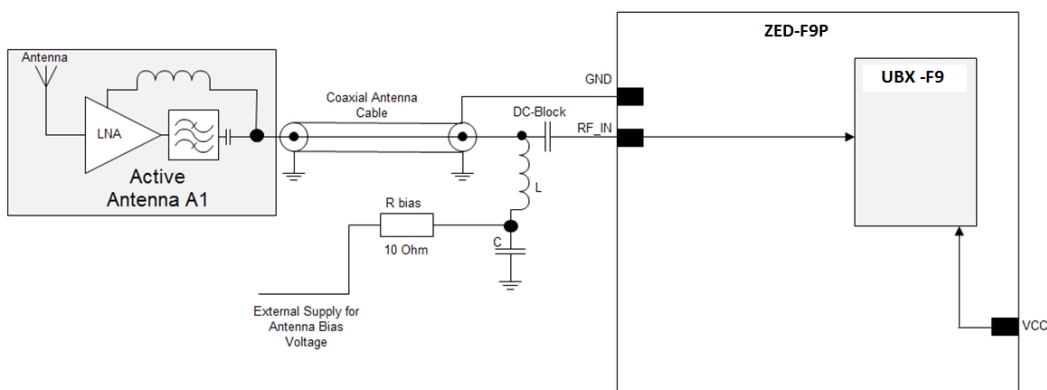 ZED-F9P
Antenna
UBX -F9
GND
Coaxial Antenna
Cable
DC-Block
RF_IN
LNA
Active
Antenna A1
L
R bias
10 Ohm
C
External Supply for
Antenna Bias
Voltage
VCC